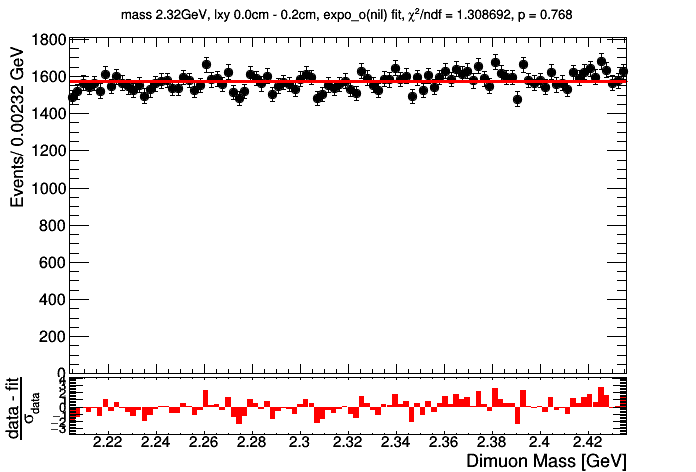 mass 2.32GeV, lxy 0.0cm - 0.2cm, expo_o(nil) fit, χ²/ndf = 1.308692, p = 0.768
Events/ 0.00232 GeV
1800
1600
1400
1200
1000
800
600
400
200
0
data - fit
σdata
2.22 2.24 2.26 2.28 2.3 2.32 2.34 2.36 2.38 2.4 2.42
Dimuon Mass [GeV]